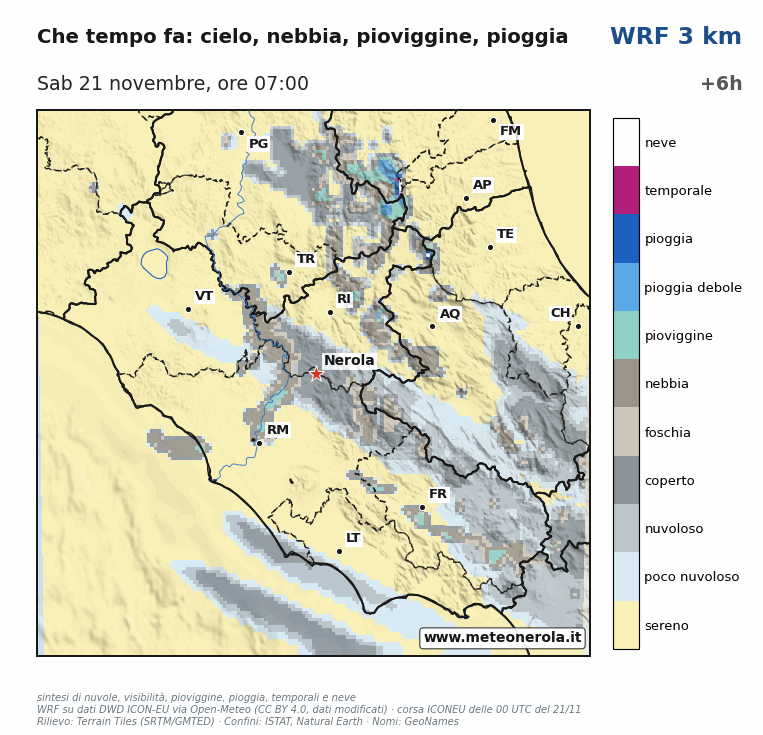 Che tempo fa: cielo, nebbia, pioviggine, pioggia
WRF 3 km
Sab 21 novembre, ore 07:00
+6h
FM
PG
AP
TE
TR
VT
RI
AQ
CH
Nerola
RM
FR
LT
www.meteonerola.it
neve
temporale
pioggia
pioggia debole
pioviggine
nebbia
foschia
coperto
nuvoloso
poco nuvoloso
sereno
sintesi di nuvole, visibilità, pioviggine, pioggia, temporali e neve
WRF su dati DWD ICON-EU via Open-Meteo (CC BY 4.0, dati modificati) · corsa ICONEU delle 00 UTC del 21/11
Rilievo: Terrain Tiles (SRTM/GMTED) · Confini: ISTAT, Natural Earth · Nomi: GeoNames